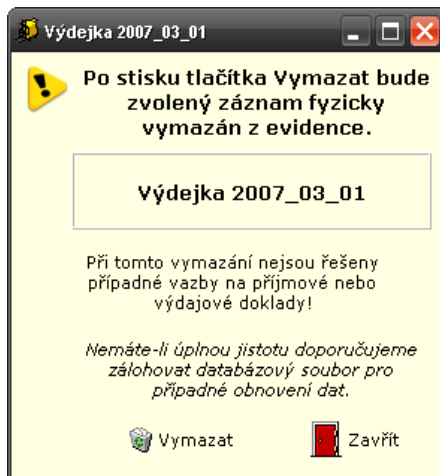 Výdejka 2007_03_01
Po stisku tlačítka Vymazat bude
zvolený záznam fyzicky
vymazán z evidence.
Výdejka 2007_03_01
Při tomto vymazání nejsou řešeny
případné vazby na příjmové nebo
výdajové doklady!
Nemáte-li úplnou jistotu doporučujeme
zálohovat databázový soubor pro
případné obnovení dat.
Vymazat
Zavřít